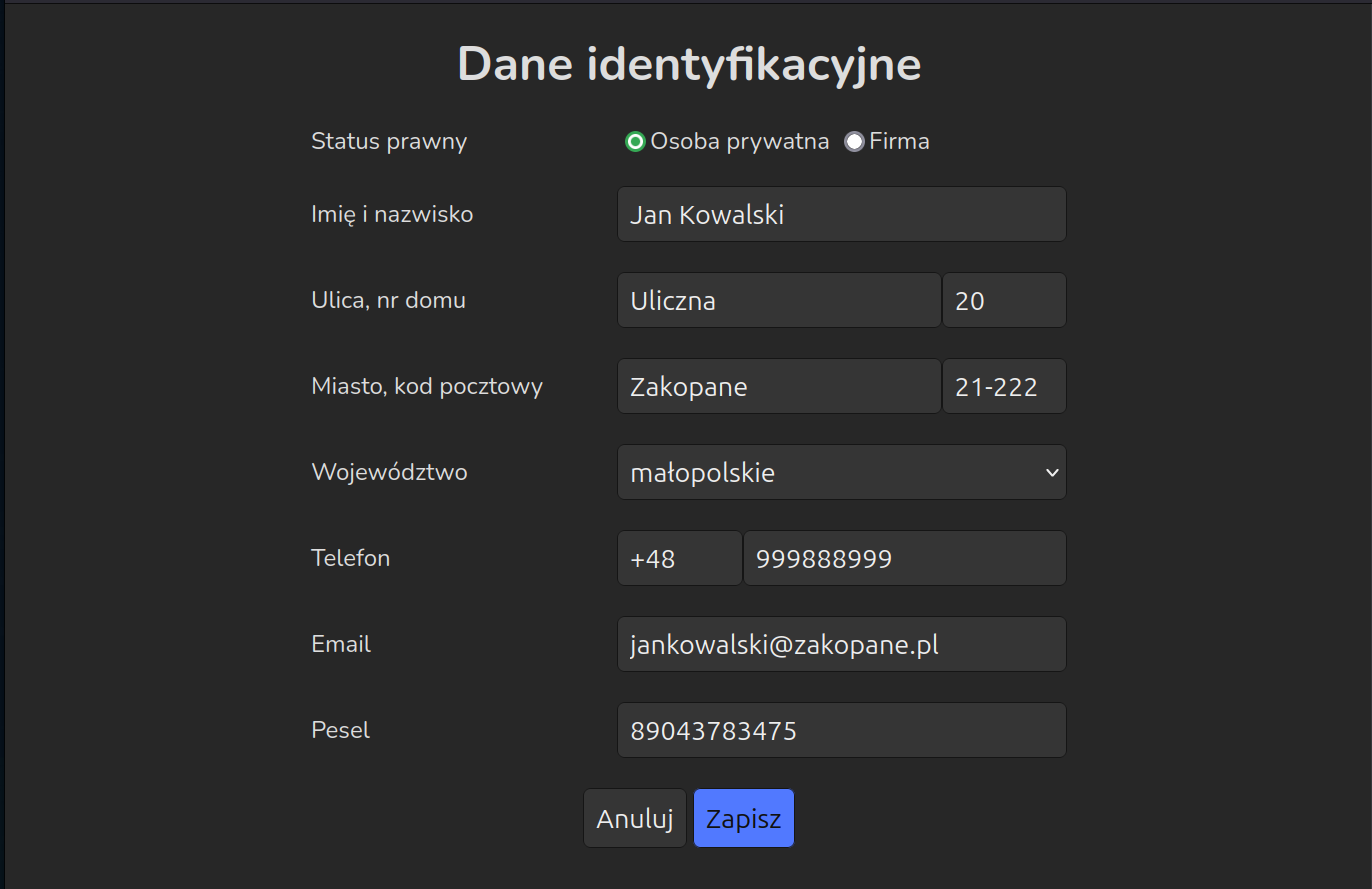 Dane identyfikacyjne
Status prawny Osoba prywatna Firma
Imię i nazwisko Jan Kowalski
Ulica, nr domu Uliczna 20
Miasto, kod pocztowy Zakopane 21-222
Województwo małopolskie
Telefon +48 999888999
Email jankowalski@zakopane.pl
Pesel 89043783475
Anuluj Zapisz